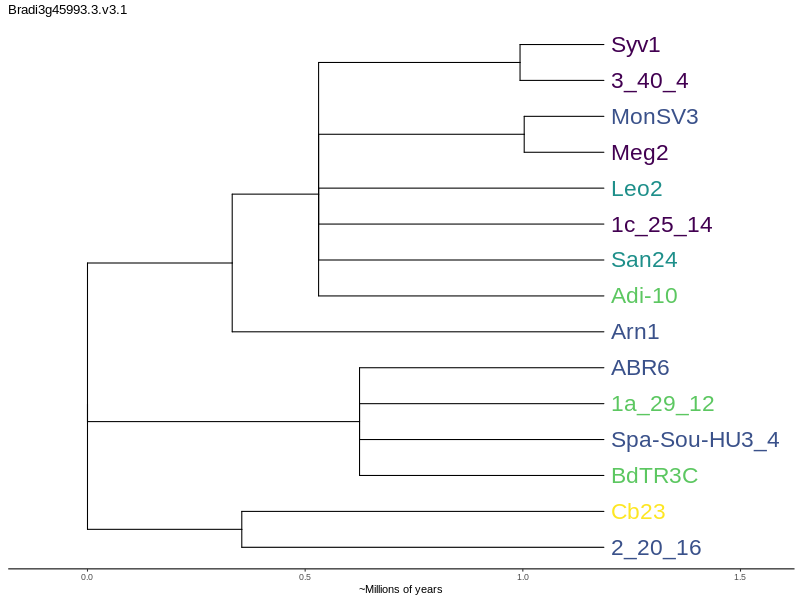 Bradi3g45993.3.v3.1
Syv1
3_40_4
MonSV3
Meg2
Leo2
1c_25_14
San24
Adi-10
Arn1
ABR6
1a_29_12
Spa-Sou-HU3_4
BdTR3C
Cb23
2_20_16
0.0 0.5 1.0 1.5
~Millions of years